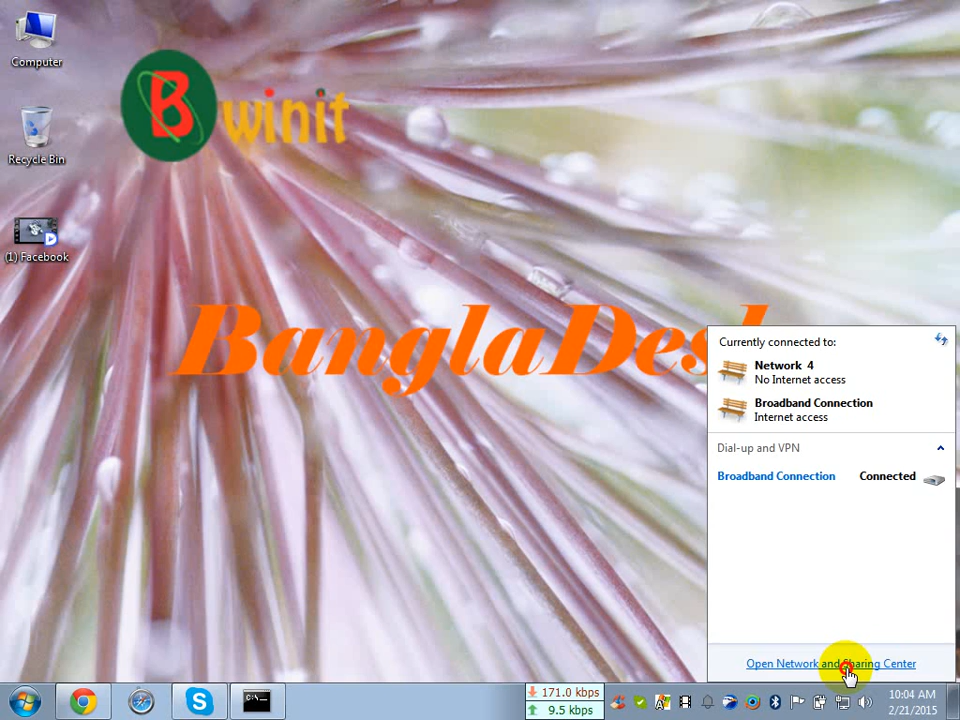 Computer
Recycle Bin
(1) Facebook
B
winit
BanglaDes
Currently connected to:
Network 4
No Internet access
Broadband Connection
Internet access
Dial-up and VPN
Broadband Connection Connected
Open Network and Sharing Center
171.0 kbps
9.5 kbps
10:04 AM
2/21/2015